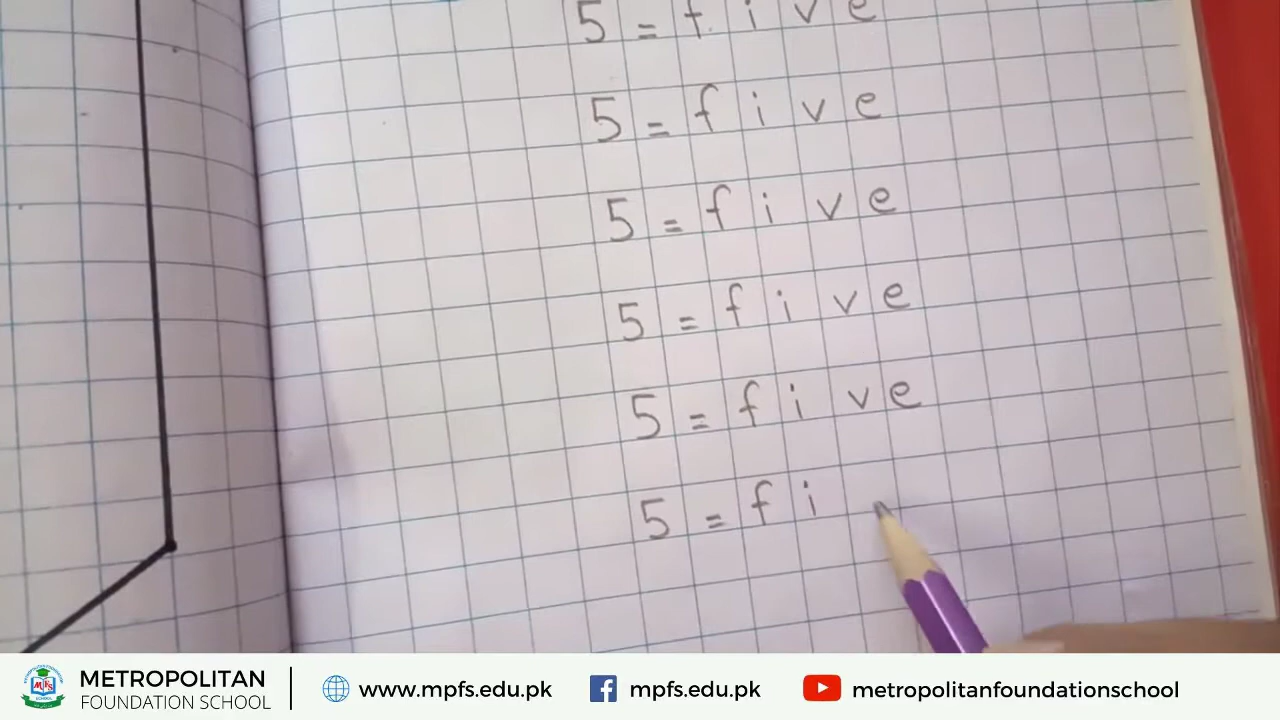 5 = five
5 = five
5 = five
5 = five
5 = five
5 = fi
METROPOLITAN
FOUNDATION SCHOOL
www.mpfs.edu.pk
mpfs.edu.pk
metropolitanfoundationschool